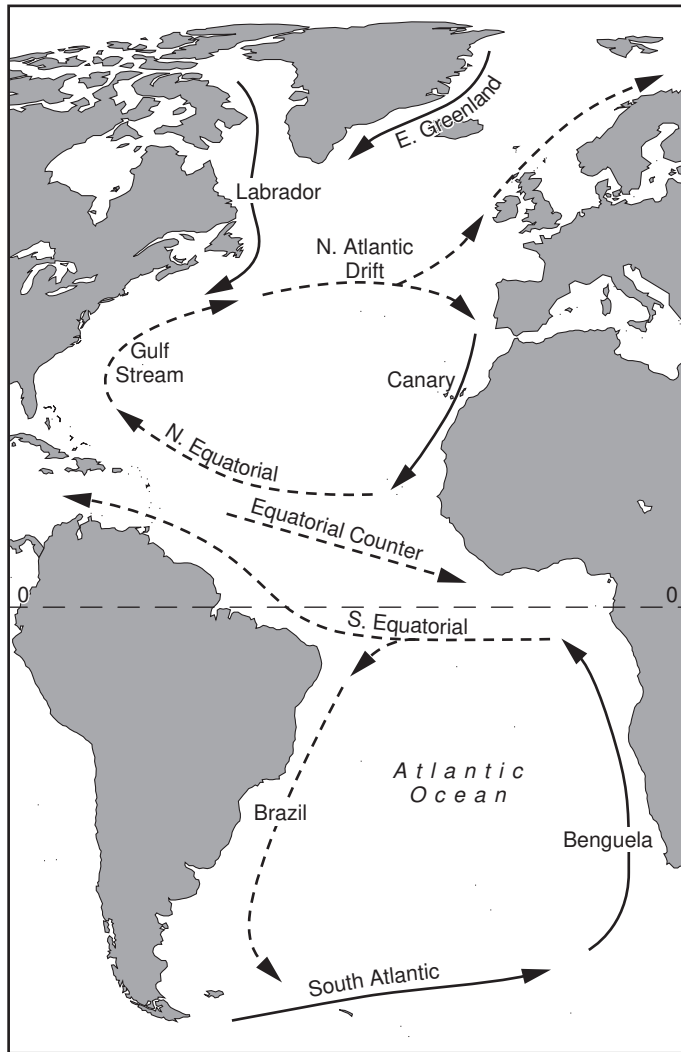 E. Greenland
Labrador
N. Atlantic
Drift
Gulf
Stream
Canary
N. Equatorial
Equatorial Counter
0
0
S. Equatorial
Atlantic
Ocean
Brazil
Benguela
South Atlantic